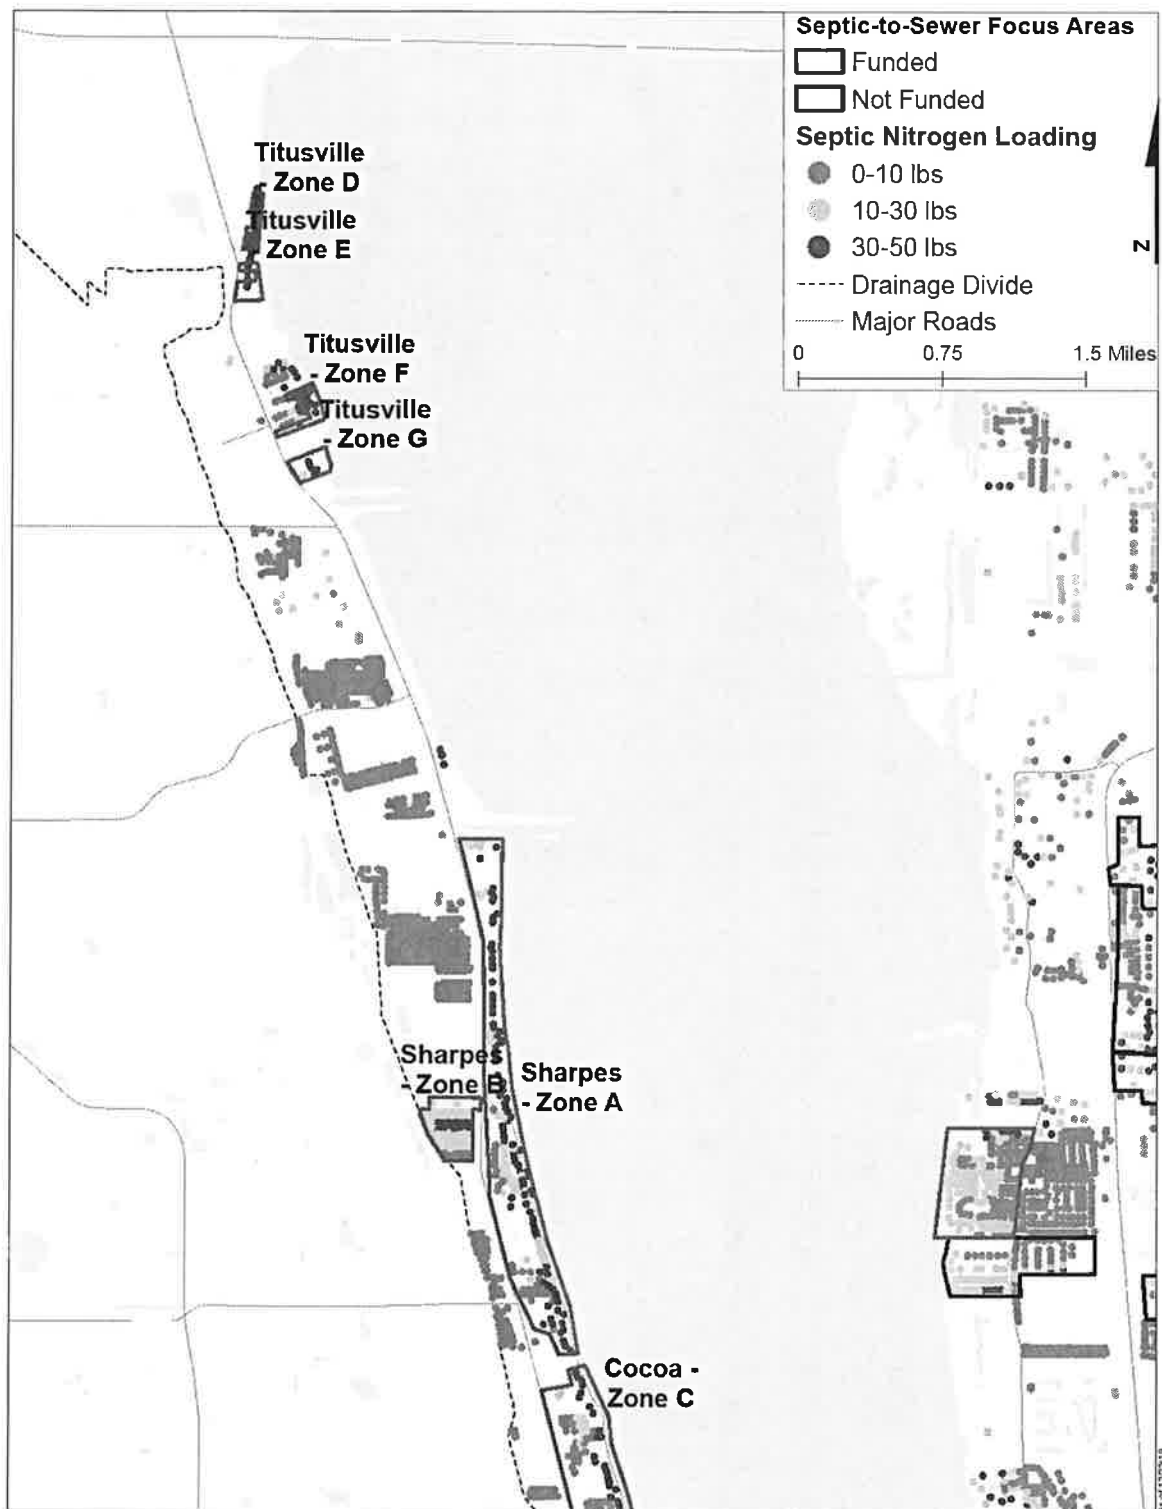 Septic-to-Sewer Focus Areas
Funded
Not Funded
Septic Nitrogen Loading
0-10 lbs
10-30 lbs
30-50 lbs
Drainage Divide
Major Roads
0 0.75 1.5 Miles
N
Titusville
- Zone D
Titusville
Zone E
Titusville
- Zone F
Titusville
- Zone G
Sharpes
- Zone B
Sharpes
- Zone A
Cocoa -
Zone C